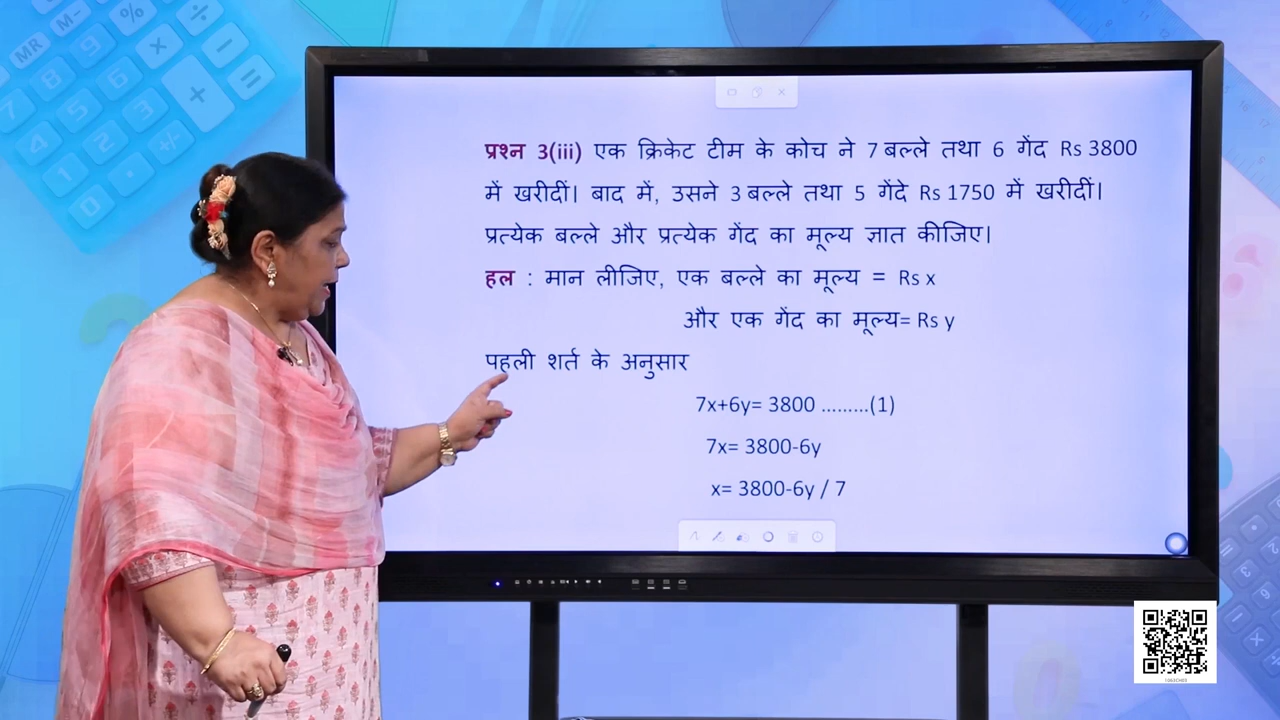 प्रश्न 3(iii) एक क्रिकेट टीम के कोच ने 7 बल्ले तथा 6 गेंद Rs 3800
में खरीदीं। बाद में, उसने 3 बल्ले तथा 5 गेंदे Rs 1750 में खरीदीं।
प्रत्येक बल्ले और प्रत्येक गेंद का मूल्य ज्ञात कीजिए।
हल : मान लीजिए, एक बल्ले का मूल्य = Rs x
और एक गेंद का मूल्य= Rs y
पहली शर्त के अनुसार
7x+6y= 3800 .........(1)
7x= 3800-6y
x= 3800-6y / 7